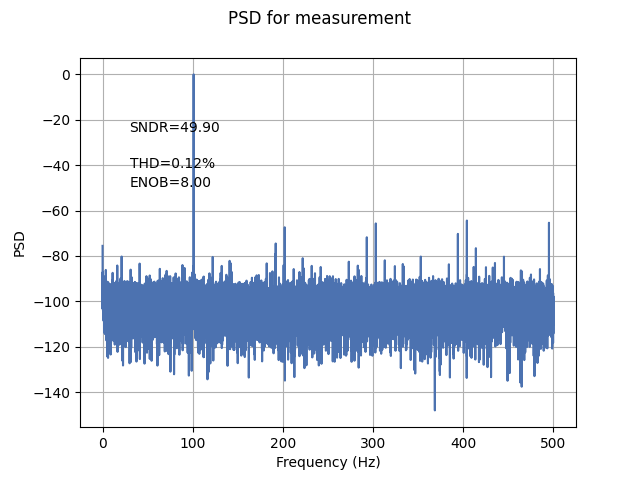 PSD for measurement
0
−20
−40
−60
−80
−100
−120
−140
PSD
SNDR=49.90
THD=0.12%
ENOB=8.00
0
100
200
300
400
500
Frequency (Hz)